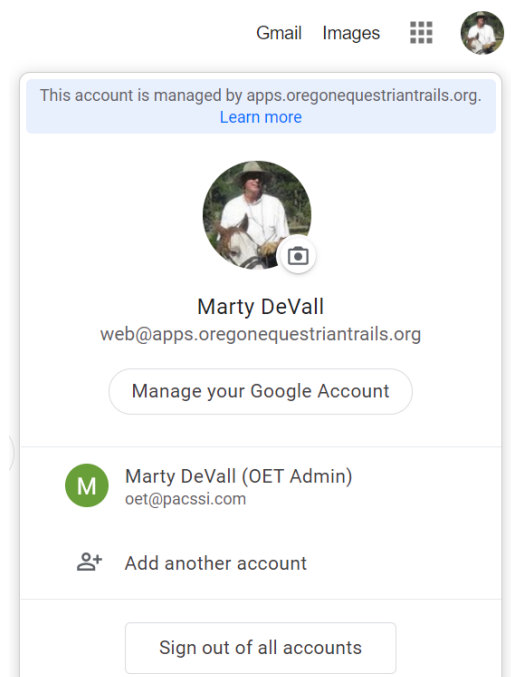 Gmail Images
This account is managed by apps.oregonequestriantrails.org.
Learn more
Marty DeVall
web@apps.oregonequestriantrails.org
Manage your Google Account
M
Marty DeVall (OET Admin)
oet@pacssi.com
Add another account
Sign out of all accounts